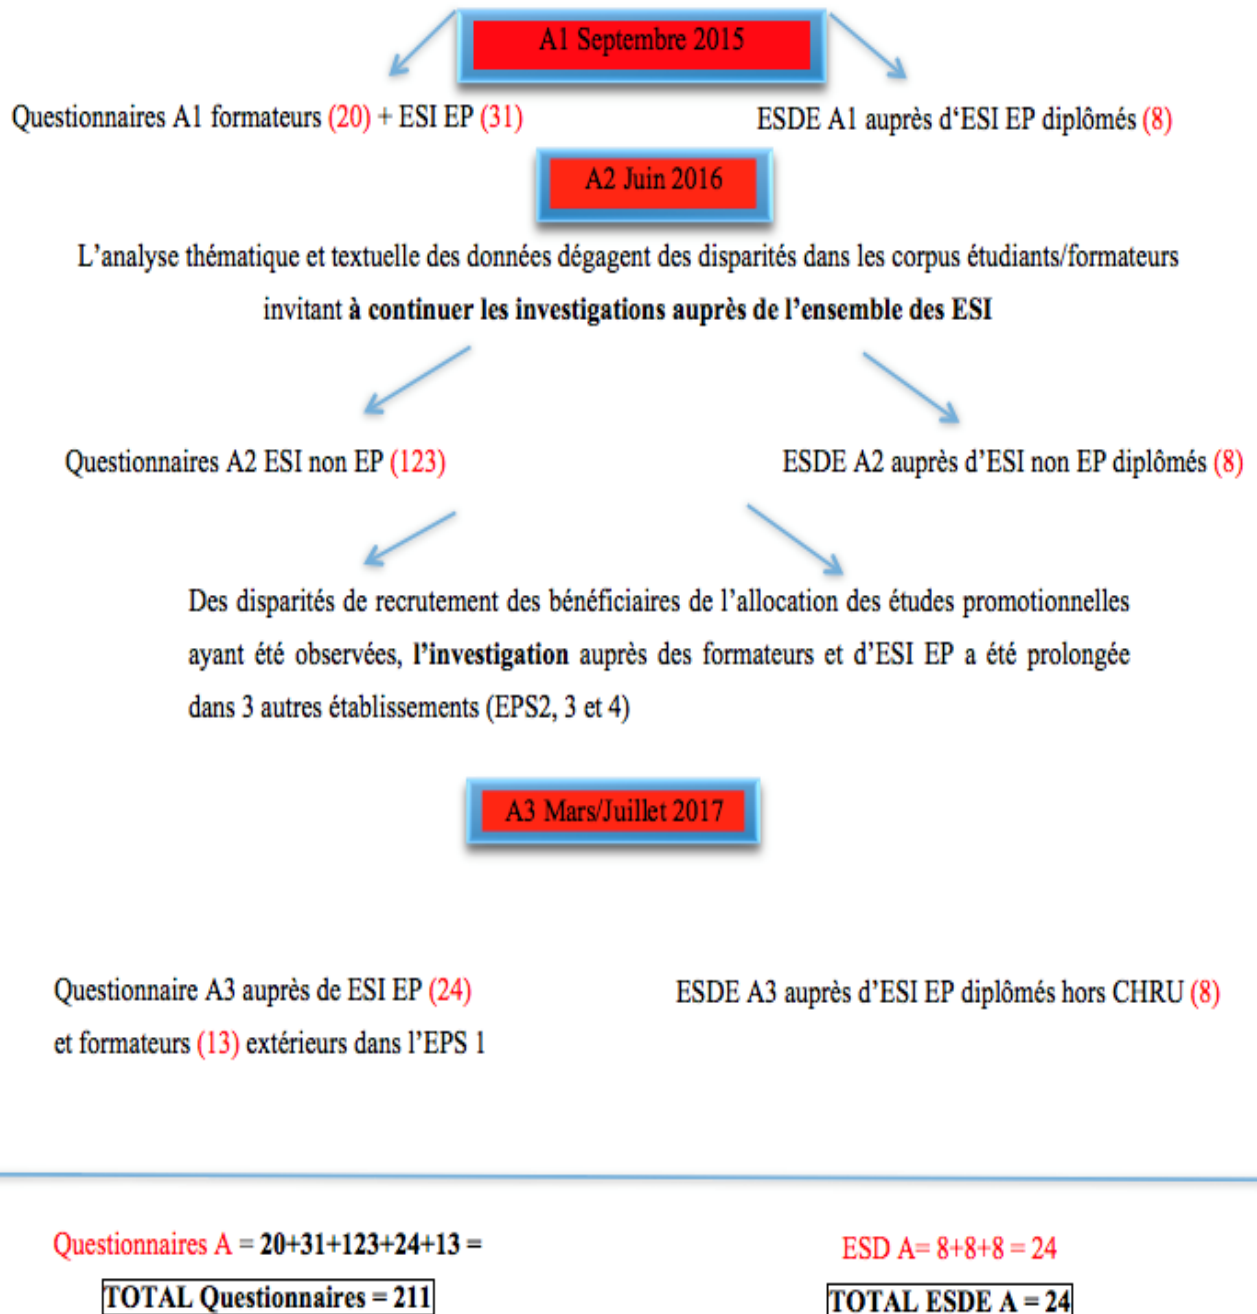 A1 Septembre 2015
Questionnaires A1 formateurs (20) + ESI EP (31)
ESDE A1 auprès d‘ESI EP diplômés (8)
A2 Juin 2016
L’analyse thématique et textuelle des données dégagent des disparités dans les corpus étudiants/formateurs
invitant à continuer les investigations auprès de l’ensemble des ESI
Questionnaires A2 ESI non EP (123)
ESDE A2 auprès d’ESI non EP diplômés (8)
Des disparités de recrutement des bénéficiaires de l’allocation des études promotionnelles
ayant été observées, l’investigation auprès des formateurs et d’ESI EP a été prolongée
dans 3 autres établissements (EPS2, 3 et 4)
A3 Mars/Juillet 2017
Questionnaire A3 auprès de ESI EP (24)
et formateurs (13) extérieurs dans l’EPS 1
ESDE A3 auprès d’ESI EP diplômés hors CHRU (8)
Questionnaires A = 20+31+123+24+13 =
TOTAL Questionnaires = 211
ESD A= 8+8+8 = 24
TOTAL ESDE A = 24